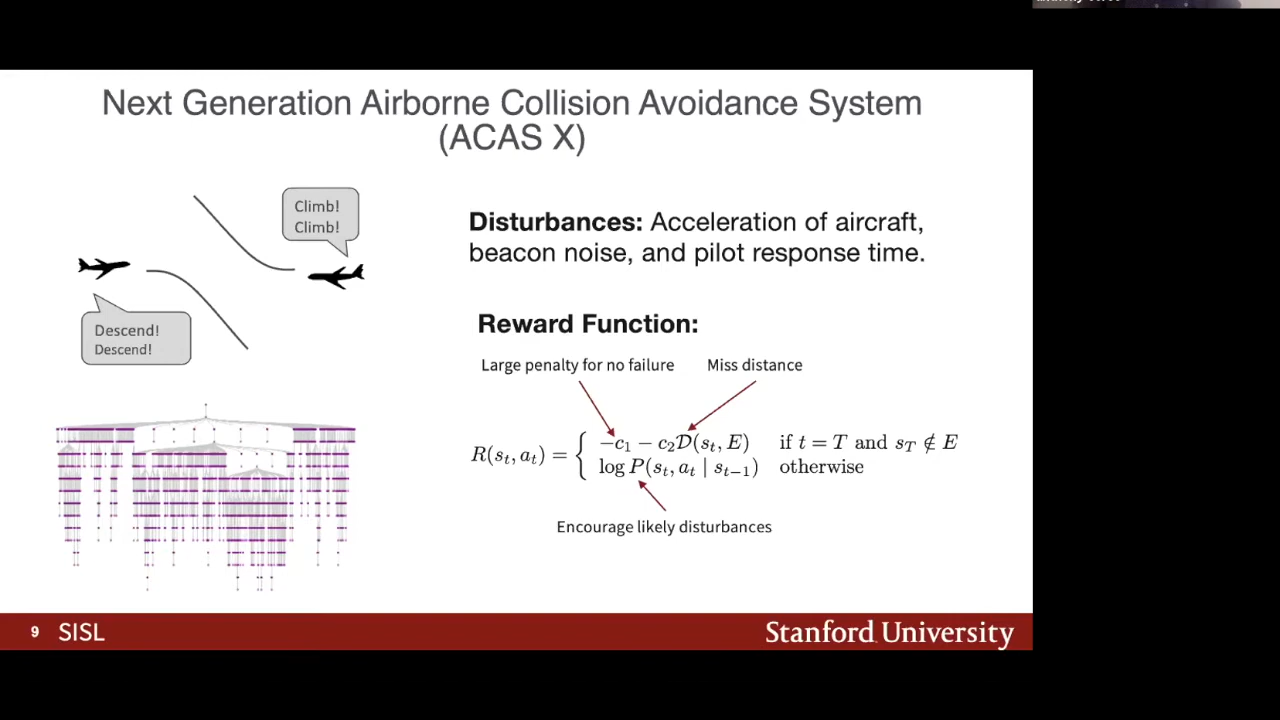 Next Generation Airborne Collision Avoidance System
(ACAS X)
Climb!
Climb!
Descend!
Descend!
Disturbances: Acceleration of aircraft,
beacon noise, and pilot response time.
Reward Function:
Large penalty for no failure
Miss distance
R(s_t, a_t) = { −c_1 − c_2 𝒟(s_t, E) if t = T and s_T ∉ E
log P(s_t, a_t | s_{t−1}) otherwise
Encourage likely disturbances
9 SISL
Stanford University